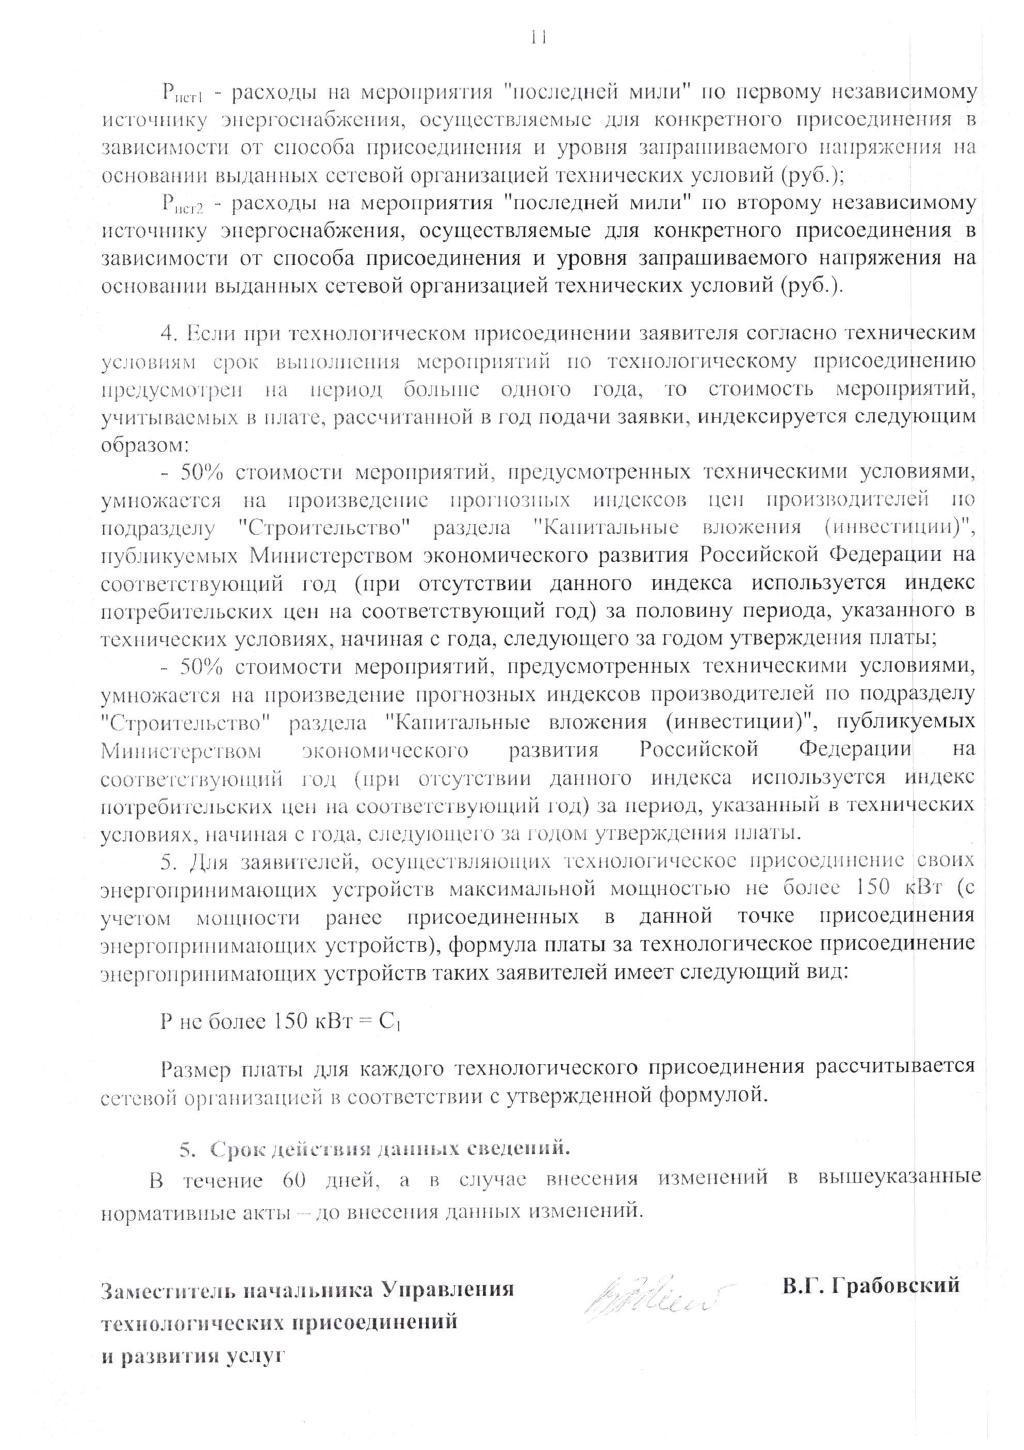 11
Рист1 - расходы на мероприятия "последней мили" по первому независимому
источнику энергоснабжения, осуществляемые для конкретного присоединения в
зависимости от способа присоединения и уровня запрашиваемого напряжения на
основании выданных сетевой организацией технических условий (руб.);
Рист2 - расходы на мероприятия "последней мили" по второму независимому
источнику энергоснабжения, осуществляемые для конкретного присоединения в
зависимости от способа присоединения и уровня запрашиваемого напряжения на
основании выданных сетевой организацией технических условий (руб.).
4. Если при технологическом присоединении заявителя согласно техническим
условиям срок выполнения мероприятий по технологическому присоединению
предусмотрен на период больше одного года, то стоимость мероприятий,
учитываемых в плате, рассчитанной в год подачи заявки, индексируется следующим
образом:
- 50% стоимости мероприятий, предусмотренных техническими условиями,
умножается на произведение прогнозных индексов цен производителей по
подразделу "Строительство" раздела "Капитальные вложения (инвестиции)",
публикуемых Министерством экономического развития Российской Федерации на
соответствующий год (при отсутствии данного индекса используется индекс
потребительских цен на соответствующий год) за половину периода, указанного в
технических условиях, начиная с года, следующего за годом утверждения платы;
- 50% стоимости мероприятий, предусмотренных техническими условиями,
умножается на произведение прогнозных индексов производителей по подразделу
"Строительство" раздела "Капитальные вложения (инвестиции)", публикуемых
Министерством экономического развития Российской Федерации на
соответствующий год (при отсутствии данного индекса используется индекс
потребительских цен на соответствующий год) за период, указанный в технических
условиях, начиная с года, следующего за годом утверждения платы.
5. Для заявителей, осуществляющих технологическое присоединение своих
энергопринимающих устройств максимальной мощностью не более 150 кВт (с
учетом мощности ранее присоединенных в данной точке присоединения
энергопринимающих устройств), формула платы за технологическое присоединение
энергопринимающих устройств таких заявителей имеет следующий вид:
Р не более 150 кВт = С1
Размер платы для каждого технологического присоединения рассчитывается
сетевой организацией в соответствии с утвержденной формулой.
5. Срок действия данных сведений.
В течение 60 дней, а в случае внесения изменений в вышеуказанные
нормативные акты – до внесения данных изменений.
Заместитель начальника Управления В.Г. Грабовский
технологических присоединений
и развития услуг